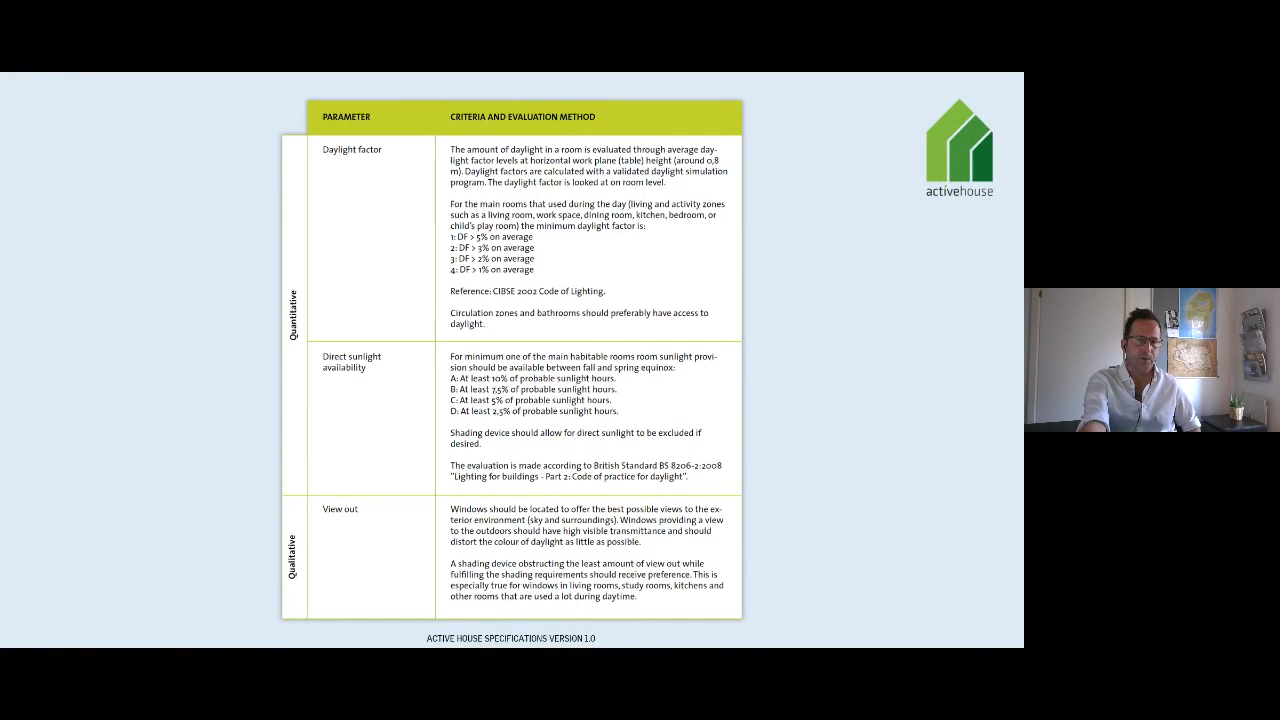 PARAMETER
CRITERIA AND EVALUATION METHOD
Quantitative
Daylight factor
The amount of daylight in a room is evaluated through average day-
light factor levels at horizontal work plane (table) height (around 0,8
m). Daylight factors are calculated with a validated daylight simulation
program. The daylight factor is looked at on room level.
For the main rooms that used during the day (living and activity zones
such as a living room, work space, dining room, kitchen, bedroom, or
child's play room) the minimum daylight factor is:
1: DF > 5% on average
2: DF > 3% on average
3: DF > 2% on average
4: DF > 1% on average
Reference: CIBSE 2002 Code of Lighting.
Circulation zones and bathrooms should preferably have access to
daylight.
Direct sunlight
availability
For minimum one of the main habitable rooms room sunlight provi-
sion should be available between fall and spring equinox:
A: At least 10% of probable sunlight hours.
B: At least 7,5% of probable sunlight hours.
C: At least 5% of probable sunlight hours.
D: At least 2,5% of probable sunlight hours.
Shading device should allow for direct sunlight to be excluded if
desired.
The evaluation is made according to British Standard BS 8206-2:2008
"Lighting for buildings - Part 2: Code of practice for daylight".
Qualitative
View out
Windows should be located to offer the best possible views to the ex-
terior environment (sky and surroundings). Windows providing a view
to the outdoors should have high visible transmittance and should
distort the colour of daylight as little as possible.
A shading device obstructing the least amount of view out while
fulfilling the shading requirements should receive preference. This is
especially true for windows in living rooms, study rooms, kitchens and
other rooms that are used a lot during daytime.
ACTIVE HOUSE SPECIFICATIONS VERSION 1.0
activehouse